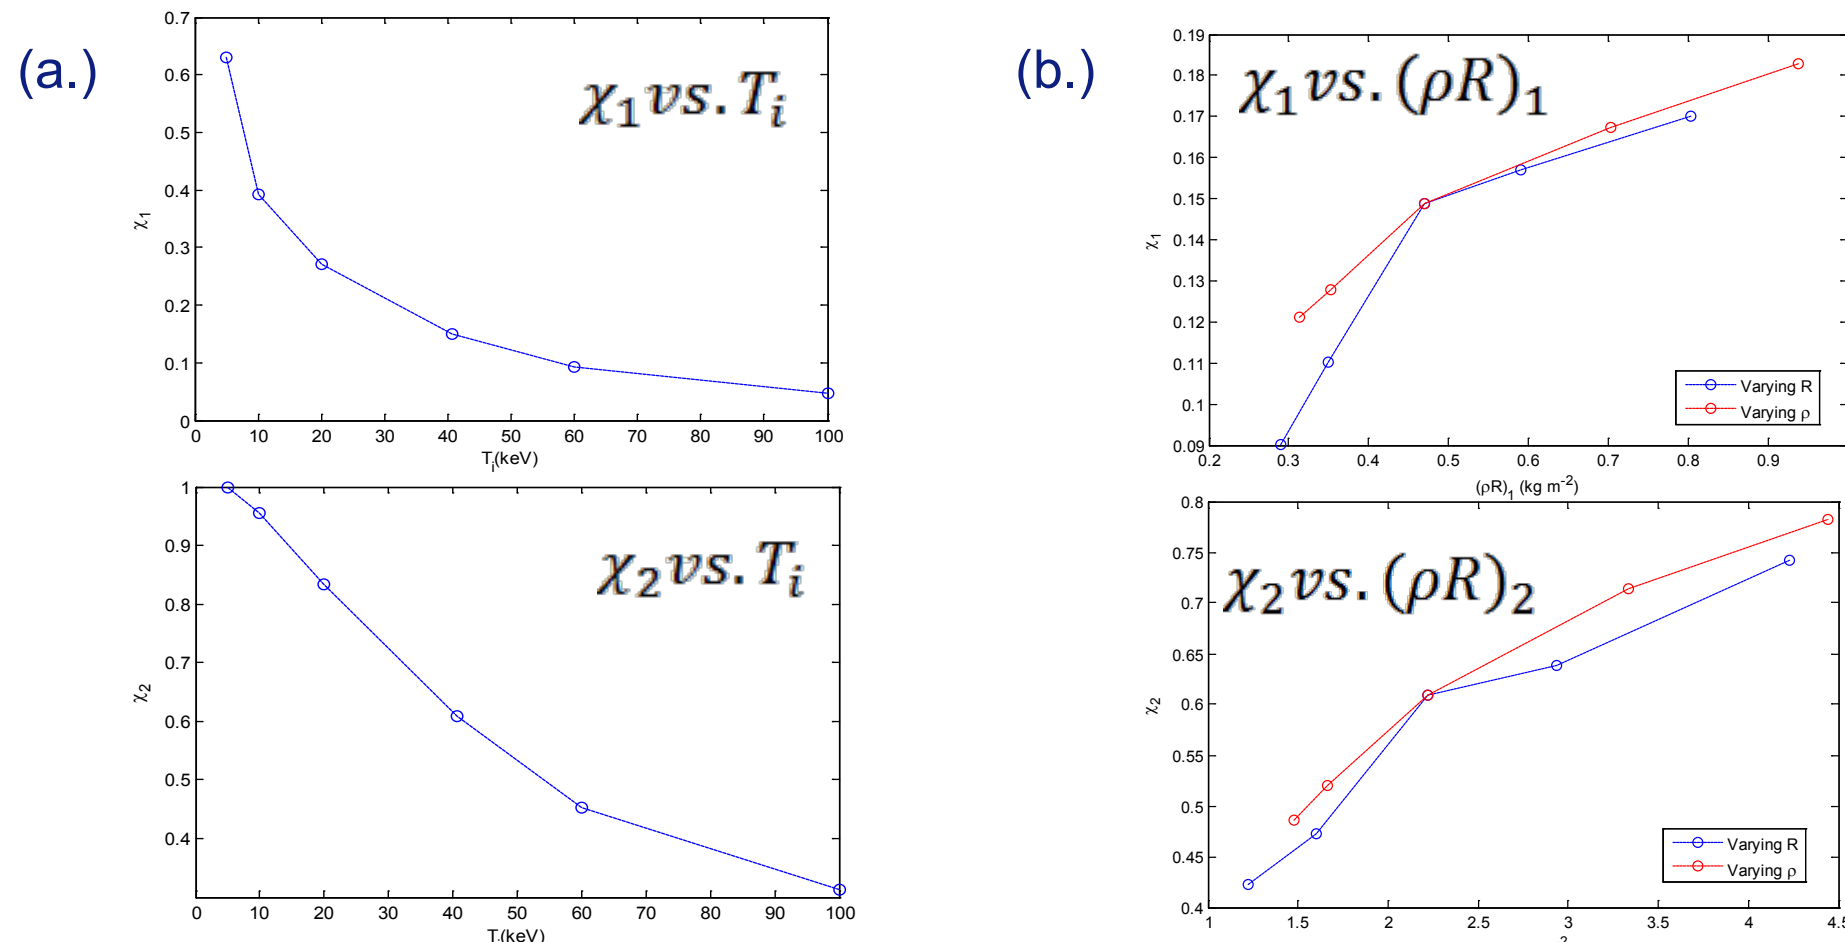 (a.)
0.7
0.6
0.5
0.4
0.3
0.2
0.1
0
χ1
χ1 vs. Ti
0 10 20 30 40 50 60 70 80 90 100
Ti(keV)
1
0.9
0.8
0.7
0.6
0.5
0.4
χ2
χ2 vs. Ti
0 10 20 30 40 50 60 70 80 90 100
T (keV)
(b.)
0.19
0.18
0.17
0.16
0.15
0.14
0.13
0.12
0.11
0.1
0.09
χ1
χ1 vs. (ρR)1
Varying R
Varying ρ
0.2 0.3 0.4 0.5 0.6 0.7 0.8 0.9
(ρR)1 (kg m-2)
0.8
0.75
0.7
0.65
0.6
0.55
0.5
0.45
0.4
χ2
χ2 vs. (ρR)2
Varying R
Varying ρ
1 1.5 2 2.5 3 3.5 4 4.5